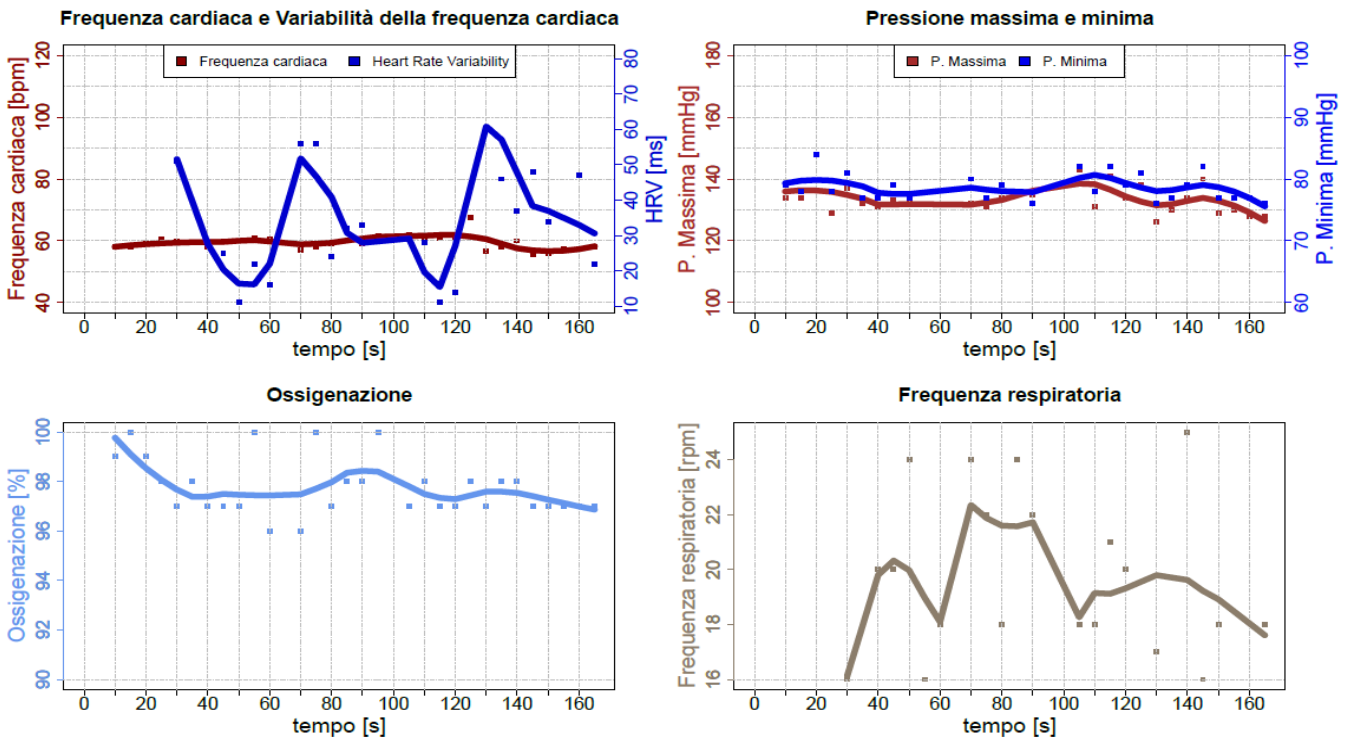 Frequenza cardiaca e Variabilità della frequenza cardiaca
Frequenza cardiaca
Heart Rate Variability
Frequenza cardiaca [bpm]
40 60 80 100 120
HRV [ms]
10 20 30 40 50 60 70 80
0 20 40 60 80 100 120 140 160
tempo [s]
Pressione massima e minima
P. Massima
P. Minima
P. Massima [mmHg]
100 120 140 160 180
P. Minima [mmHg]
60 70 80 90 100
0 20 40 60 80 100 120 140 160
tempo [s]
Ossigenazione
Ossigenazione [%]
90 92 94 96 98 100
0 20 40 60 80 100 120 140 160
tempo [s]
Frequenza respiratoria
Frequenza respiratoria [rpm]
16 18 20 22 24
0 20 40 60 80 100 120 140 160
tempo [s]